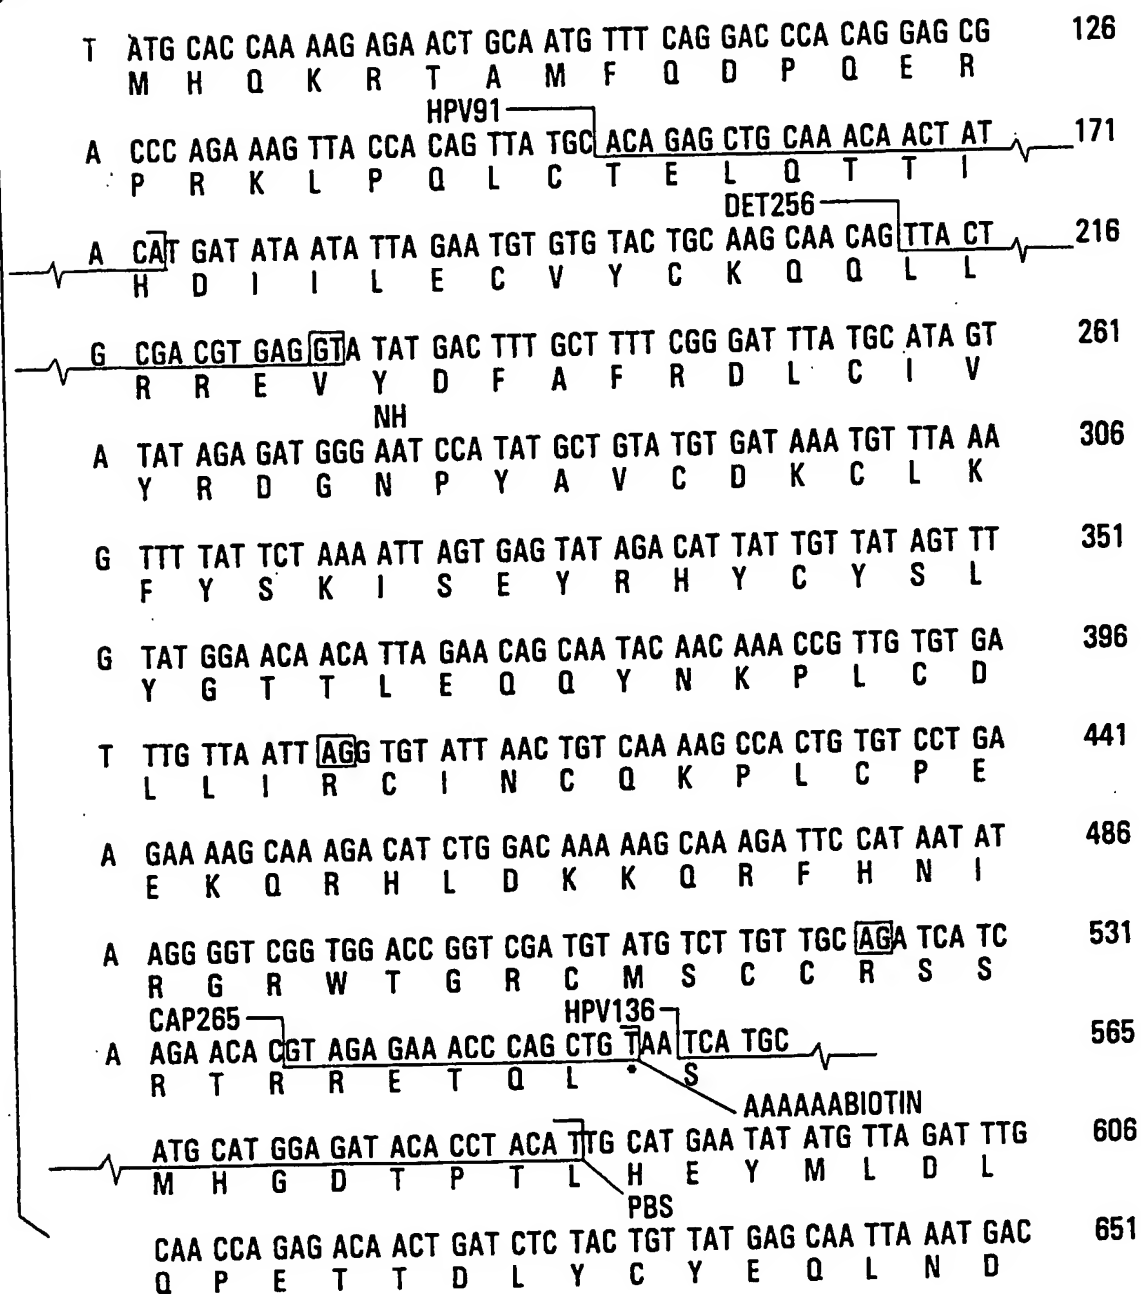 T ATG CAC CAA AAG AGA ACT GCA ATG TTT CAG GAC CCA CAG GAG CG 126
M H Q K R T A M F Q D P Q E R
HPV91
A CCC AGA AAG TTA CCA CAG TTA TGC ACA GAG CTG CAA ACA ACT AT 171
P R K L P Q L C T E L Q T T I
DET256
A CAT GAT ATA ATA TTA GAA TGT GTG TAC TGC AAG CAA CAG TTA CT 216
H D I I L E C V Y C K Q Q L L
G CGA CGT GAG GTA TAT GAC TTT GCT TTT CGG GAT TTA TGC ATA GT 261
R R E V Y D F A F R D L C I V
NH
A TAT AGA GAT GGG AAT CCA TAT GCT GTA TGT GAT AAA TGT TTA AA 306
Y R D G N P Y A V C D K C L K
G TTT TAT TCT AAA ATT AGT GAG TAT AGA CAT TAT TGT TAT AGT TT 351
F Y S K I S E Y R H Y C Y S L
G TAT GGA ACA ACA TTA GAA CAG CAA TAC AAC AAA CCG TTG TGT GA 396
Y G T T L E Q Q Y N K P L C D
T TTG TTA ATT AGG TGT ATT AAC TGT CAA AAG CCA CTG TGT CCT GA 441
L L I R C I N C Q K P L C P E
A GAA AAG CAA AGA CAT CTG GAC AAA AAG CAA AGA TTC CAT AAT AT 486
E K Q R H L D K K Q R F H N I
A AGG GGT CGG TGG ACC GGT CGA TGT ATG TCT TGT TGC AGA TCA TC 531
R G R W T G R C M S C C R S S
CAP265 HPV136
A AGA ACA CGT AGA GAA ACC CAG CTG TAA TCA TGC 565
R T R R E T Q L • S
AAAAAABIOTIN
ATG CAT GGA GAT ACA CCT ACA TTG CAT GAA TAT ATG TTA GAT TTG 606
M H G D T P T L H E Y M L D L
PBS
CAA CCA GAG ACA ACT GAT CTC TAC TGT TAT GAG CAA TTA AAT GAC 651
Q P E T T D L Y C Y E Q L N D